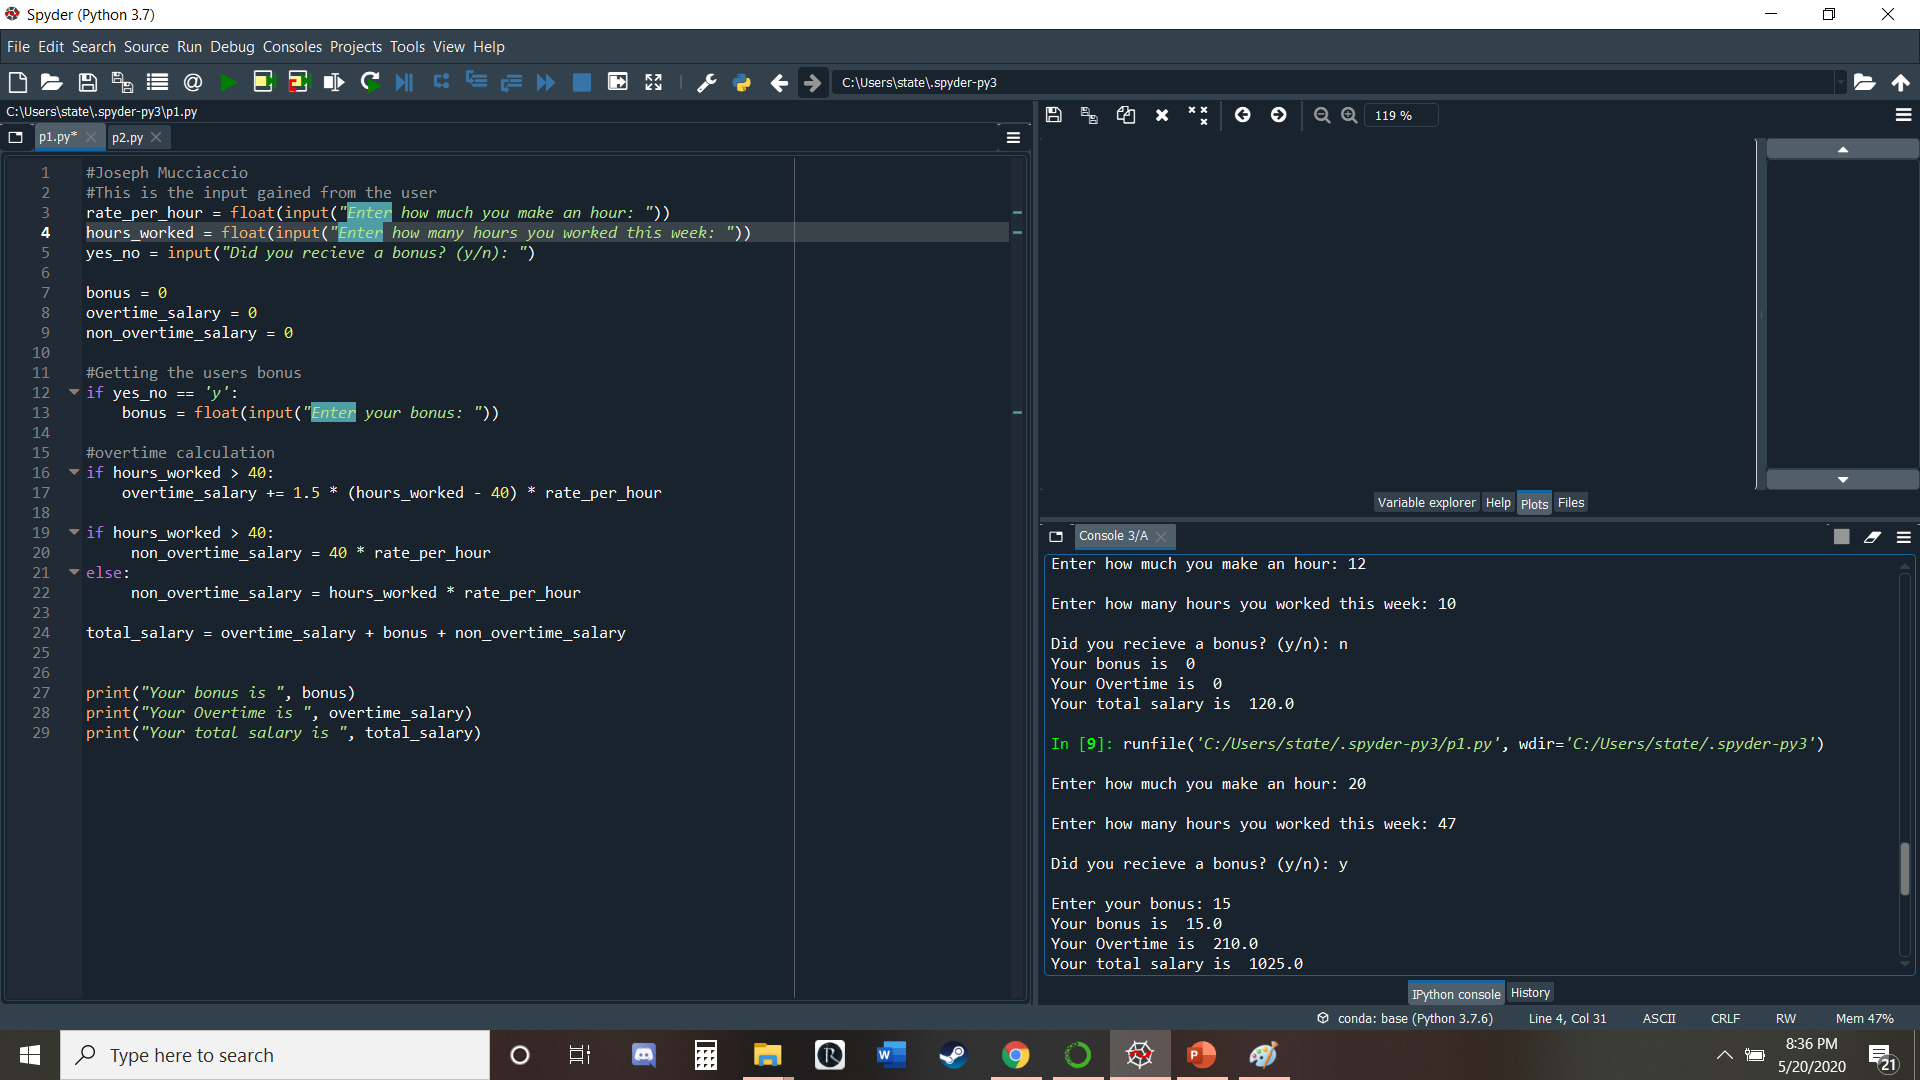 Spyder (Python 3.7)
File Edit Search Source Run Debug Consoles Projects Tools View Help
C:\Users\state\.spyder-py3
C:\Users\state\.spyder-py3\p1.py
p1.py* p2.py
1 #Joseph Mucciaccio
2 #This is the input gained from the user
3 rate_per_hour = float(input("Enter how much you make an hour: "))
4 hours_worked = float(input("Enter how many hours you worked this week: "))
5 yes_no = input("Did you recieve a bonus? (y/n): ")
6
7 bonus = 0
8 overtime_salary = 0
9 non_overtime_salary = 0
10
11 #Getting the users bonus
12 if yes_no == 'y':
13     bonus = float(input("Enter your bonus: "))
14
15 #overtime calculation
16 if hours_worked > 40:
17     overtime_salary += 1.5 * (hours_worked - 40) * rate_per_hour
18
19 if hours_worked > 40:
20      non_overtime_salary = 40 * rate_per_hour
21 else:
22      non_overtime_salary = hours_worked * rate_per_hour
23
24 total_salary = overtime_salary + bonus + non_overtime_salary
25
26
27 print("Your bonus is ", bonus)
28 print("Your Overtime is ", overtime_salary)
29 print("Your total salary is ", total_salary)
119 %
Variable explorer Help Plots Files
Console 3/A
Enter how much you make an hour: 12
Enter how many hours you worked this week: 10
Did you recieve a bonus? (y/n): n
Your bonus is  0
Your Overtime is  0
Your total salary is  120.0
In [9]: runfile('C:/Users/state/.spyder-py3/p1.py', wdir='C:/Users/state/.spyder-py3')
Enter how much you make an hour: 20
Enter how many hours you worked this week: 47
Did you recieve a bonus? (y/n): y
Enter your bonus: 15
Your bonus is  15.0
Your Overtime is  210.0
Your total salary is  1025.0
IPython console History
conda: base (Python 3.7.6) Line 4, Col 31 ASCII CRLF RW Mem 47%
Type here to search
8:36 PM
5/20/2020
21